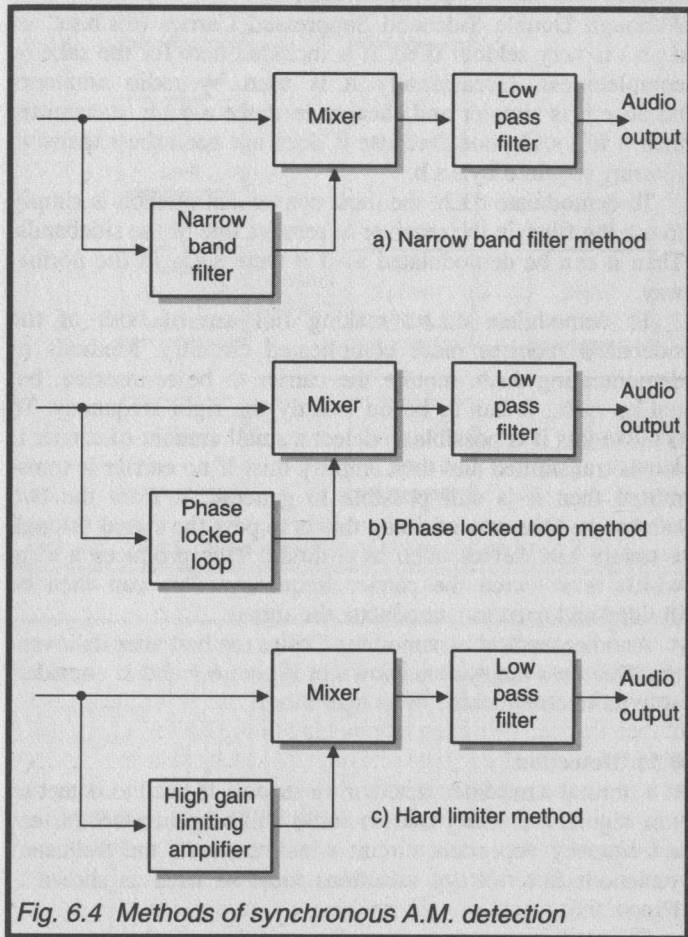 Mixer
Low
pass
filter
Audio
output
Narrow
band
filter
a) Narrow band filter method
Mixer
Low
pass
filter
Audio
output
Phase
locked
loop
b) Phase locked loop method
Mixer
Low
pass
filter
Audio
output
High gain
limiting
amplifier
c) Hard limiter method
Fig. 6.4 Methods of synchronous A.M. detection